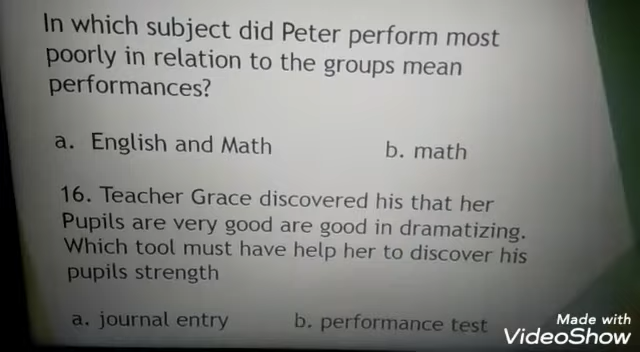 In which subject did Peter perform most
poorly in relation to the groups mean
performances?
a. English and Math b. math
16. Teacher Grace discovered his that her
Pupils are very good are good in dramatizing.
Which tool must have help her to discover his
pupils strength
a. journal entry b. performance test
Made with
VideoShow